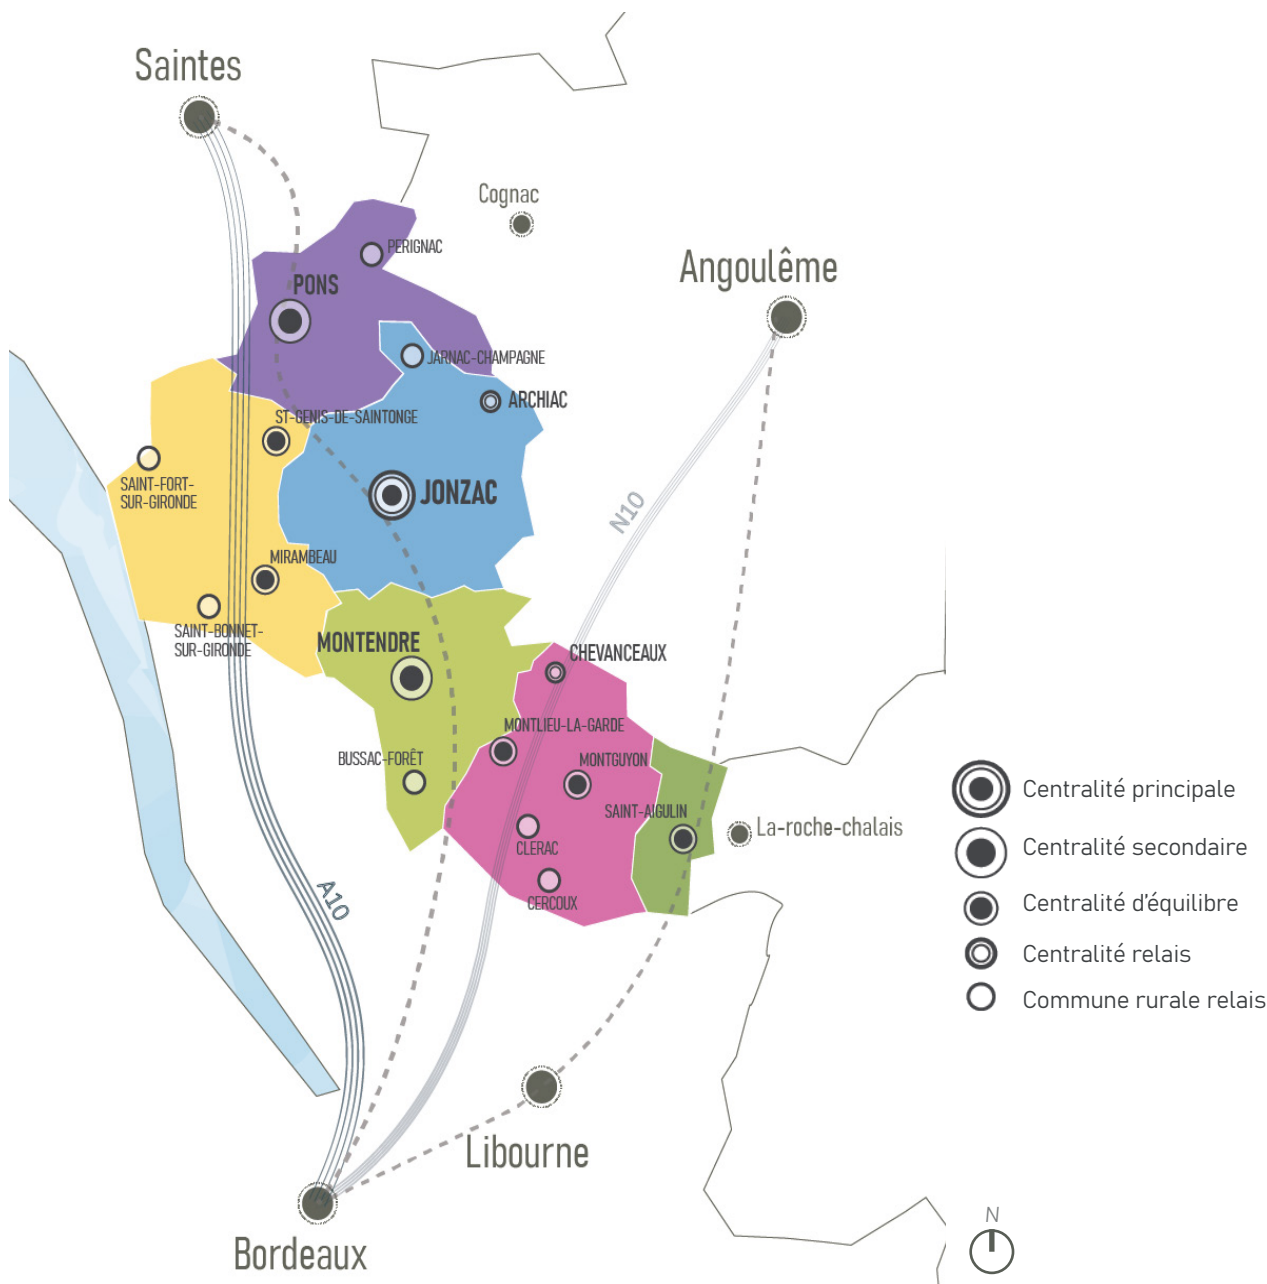 Saintes
Cognac
PERIGNAC
Angoulême
PONS
JARNAC-CHAMPAGNE
ARCHIAC
ST-GENIS-DE-SAINTONGE
SAINT-FORT-
SUR-GIRONDE
JONZAC
N10
MIRAMBEAU
SAINT-BONNET-
SUR-GIRONDE
MONTENDRE
CHEVANCEAUX
MONTLIEU-LA-GARDE
BUSSAC-FORÊT
MONTGUYON
SAINT-AIGULIN
La-roche-chalais
CLERAC
CERCOUX
A10
Libourne
Bordeaux
Centralité principale
Centralité secondaire
Centralité d'équilibre
Centralité relais
Commune rurale relais
N